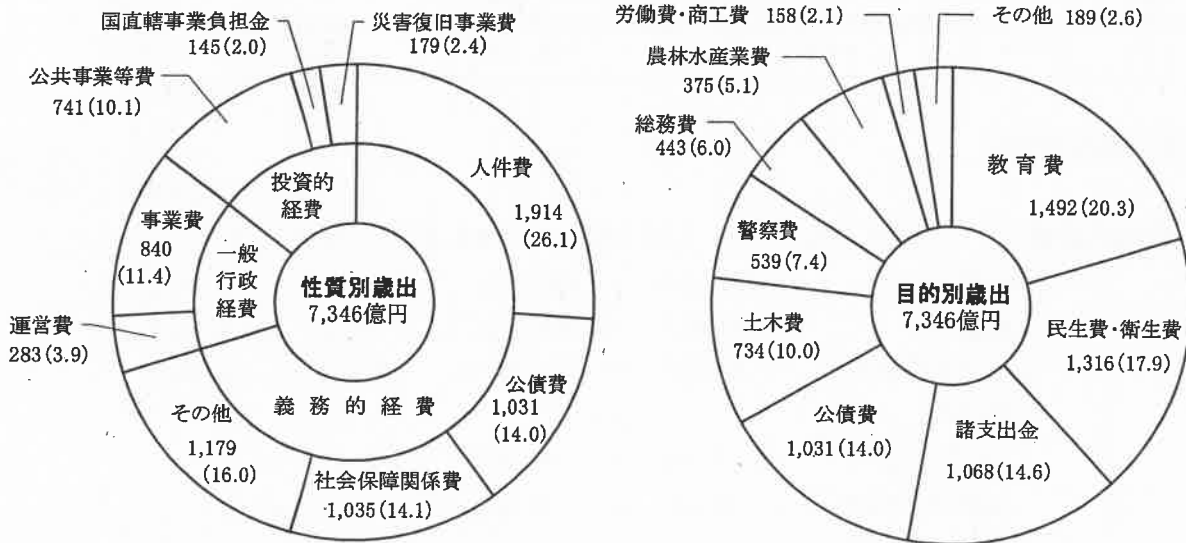 国直轄事業負担金
145(2.0)
災害復旧事業費
179(2.4)
公共事業等費
741(10.1)
人件費
1,914
(26.1)
投資的
経費
事業費
840
(11.4)
一般
行政
経費
性質別歳出
7,346億円
運営費
283(3.9)
義務的経費
公債費
1,031
(14.0)
その他
1,179
(16.0)
社会保障関係費
1,035(14.1)
労働費・商工費 158(2.1)
その他 189(2.6)
農林水産業費
375(5.1)
総務費
443(6.0)
教育費
1,492(20.3)
警察費
539(7.4)
目的別歳出
7,346億円
土木費
734(10.0)
民生費・衛生費
1,316(17.9)
公債費
1,031(14.0)
諸支出金
1,068(14.6)